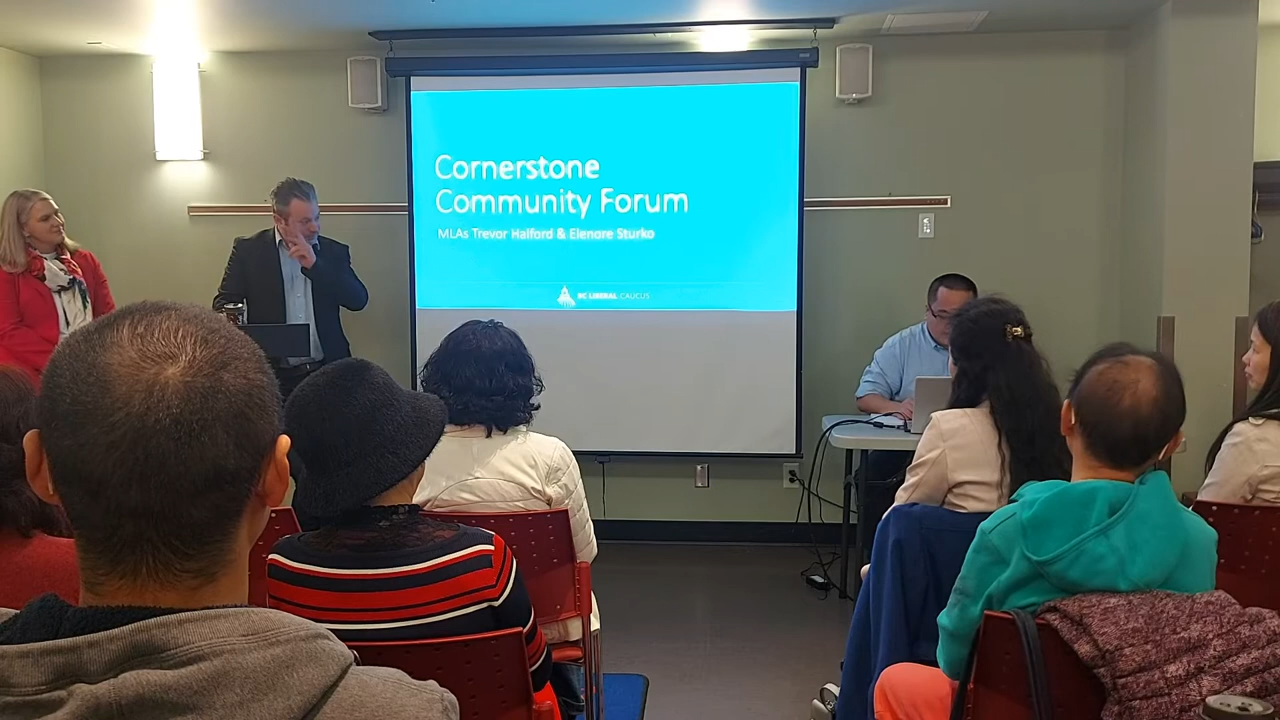 Cornerstone
Community Forum
MLAs Trevor Halford & Elenore Sturko
BC LIBERAL CAUCUS